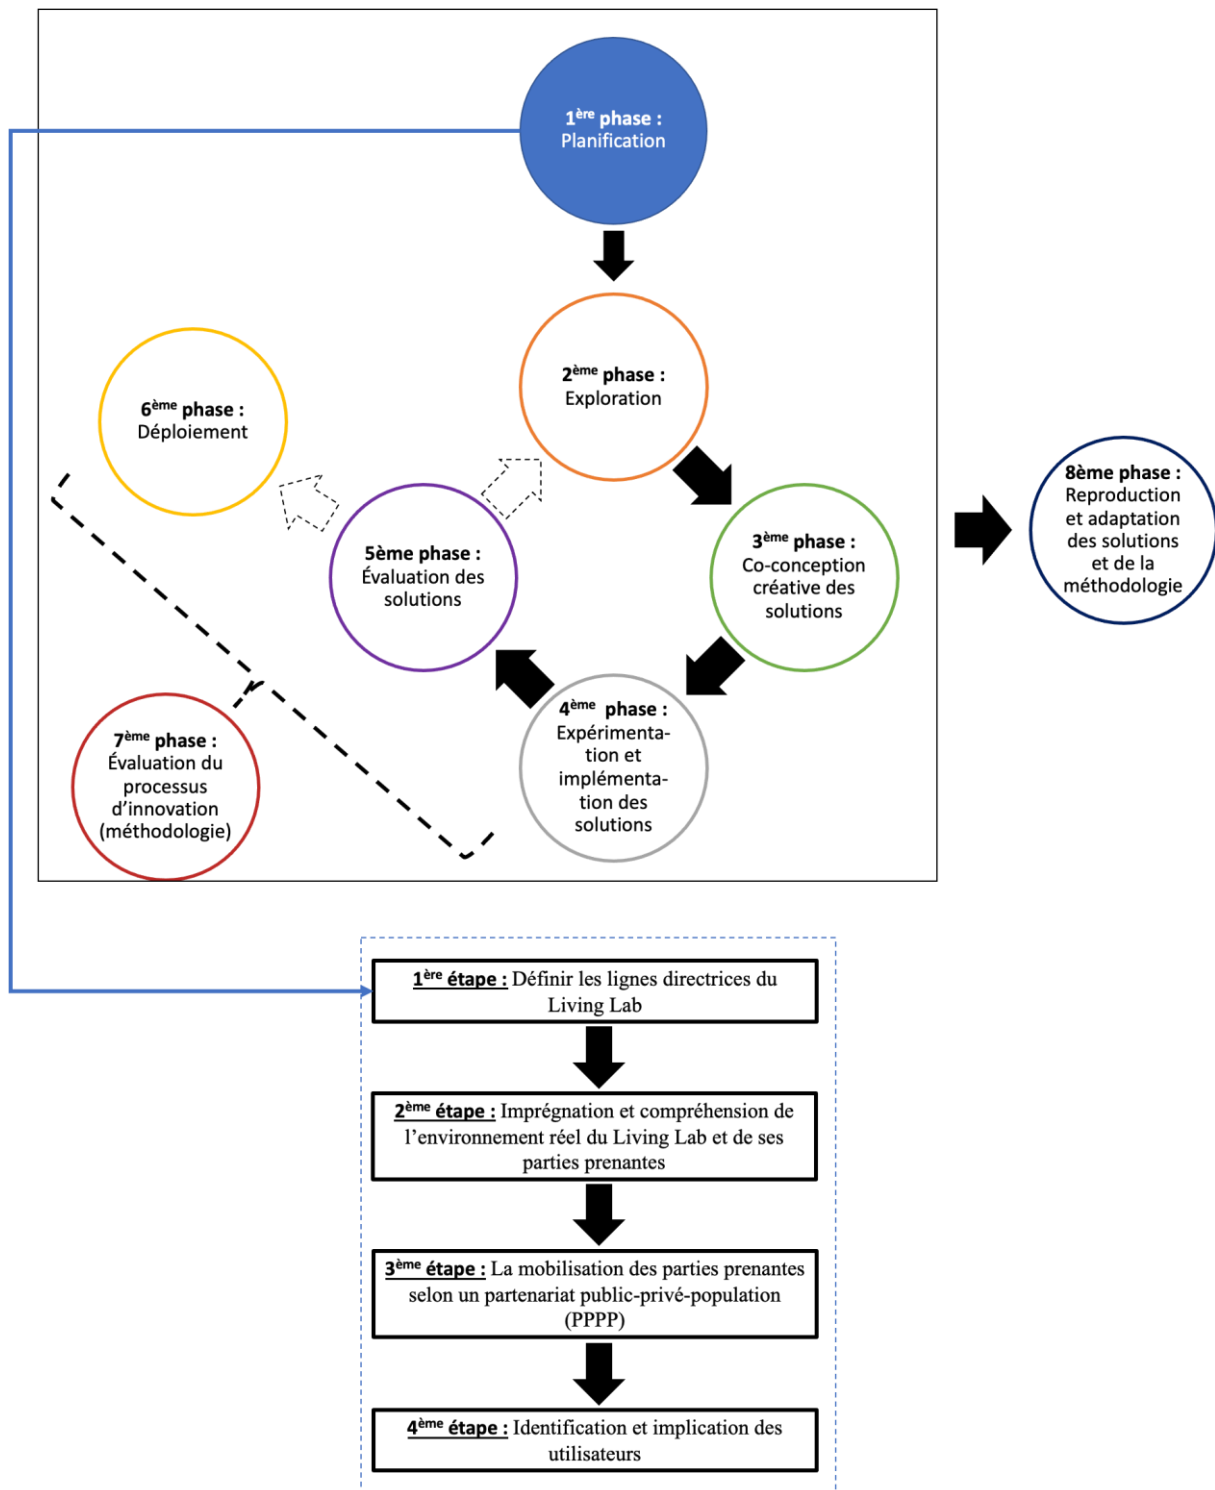 1ère phase :
Planification
2ème phase :
Exploration
6ème phase :
Déploiement
8ème phase :
Reproduction
et adaptation
des solutions
et de la
méthodologie
3ème phase :
Co-conception
créative des
solutions
5ème phase :
Évaluation des
solutions
4ème phase :
Expérimenta-
tion et
implémenta-
tion des
solutions
7ème phase :
Évaluation du
processus
d’innovation
(méthodologie)
1ère étape : Définir les lignes directrices du
Living Lab
2ème étape : Imprégnation et compréhension de
l’environnement réel du Living Lab et de ses
parties prenantes
3ème étape : La mobilisation des parties prenantes
selon un partenariat public-privé-population
(PPPP)
4ème étape : Identification et implication des
utilisateurs